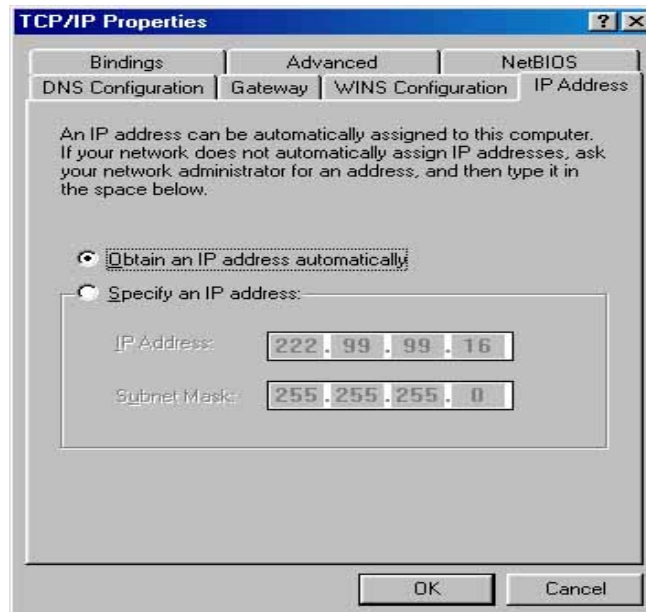 TCP/IP Properties
Bindings Advanced NetBIOS
DNS Configuration Gateway WINS Configuration IP Address
An IP address can be automatically assigned to this computer.
If your network does not automatically assign IP addresses, ask
your network administrator for an address, and then type it in
the space below.
Obtain an IP address automatically
Specify an IP address:
IP Address: 222 . 99 . 99 . 16
Subnet Mask: 255 . 255 . 255 . 0
OK Cancel